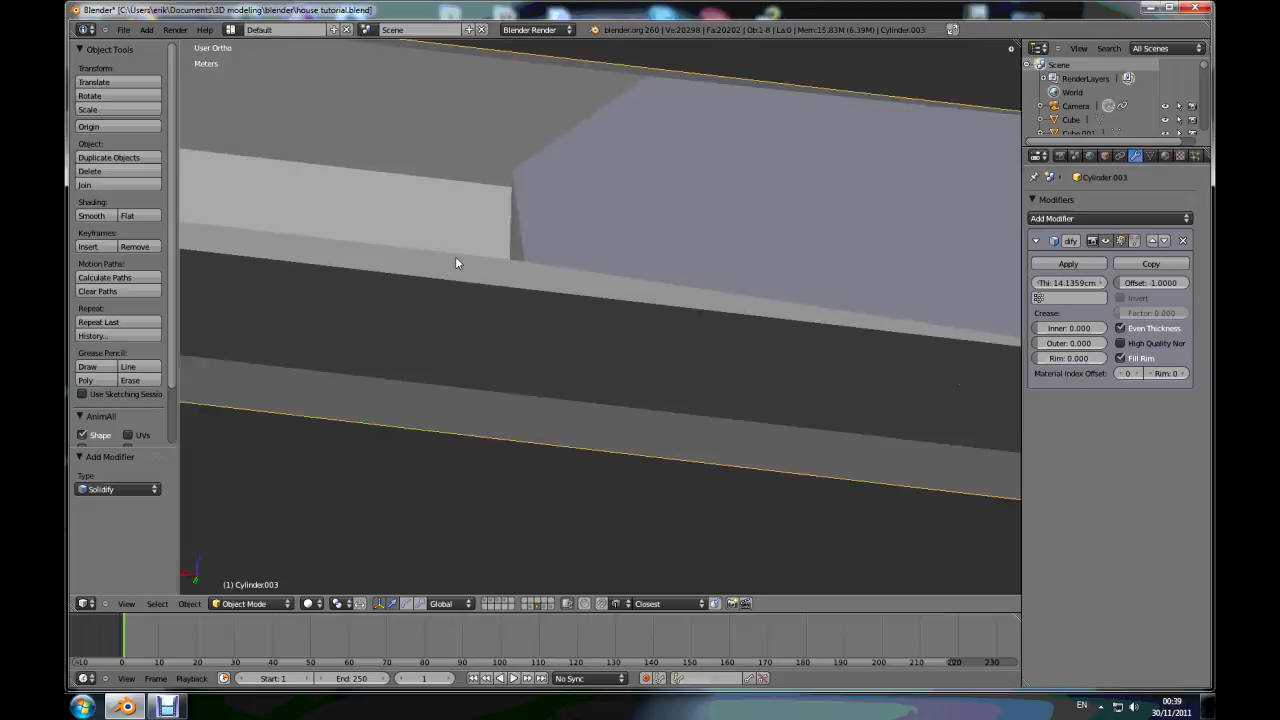 Blender* [C:\Users\erik\Documents\3D modeling\blender\house tutorial.blend]
File Add Render Help Default Scene Blender Render blender.org 260 | Ve:20298 | Fa:20202 | Ob:1-8 | La:0 | Mem:15.83M (6.39M) | Cylinder.003
Object Tools
Transform:
Translate
Rotate
Scale
Origin
Object:
Duplicate Objects
Delete
Join
Shading:
Smooth Flat
Keyframes:
Insert Remove
Motion Paths:
Calculate Paths
Clear Paths
Repeat:
Repeat Last
History...
Grease Pencil:
Draw Line
Poly Erase
Use Sketching Sessio
AnimAll
Shape UVs
Add Modifier
Type
Solidify
User Ortho
Meters
(1) Cylinder.003
View Select Object Object Mode Global Closest
-10 0 10 20 30 40 50 60 70 80 90 100 110 120 130 140 150 160 170 180 190 200 210 220 230
View Frame Playback Start: 1 End: 250 1 No Sync
View Search All Scenes
Scene
RenderLayers
World
Camera
Cube
Cube.001
Cylinder.003
Modifiers
Add Modifier
dify
Apply Copy
Thi: 14.1359cm Offset: -1.0000
Invert
Crease: Factor: 0.000
Inner: 0.000 Even Thickness
Outer: 0.000 High Quality Nor
Rim: 0.000 Fill Rim
Material Index Offset: 0 Rim: 0
EN 00:39
30/11/2011